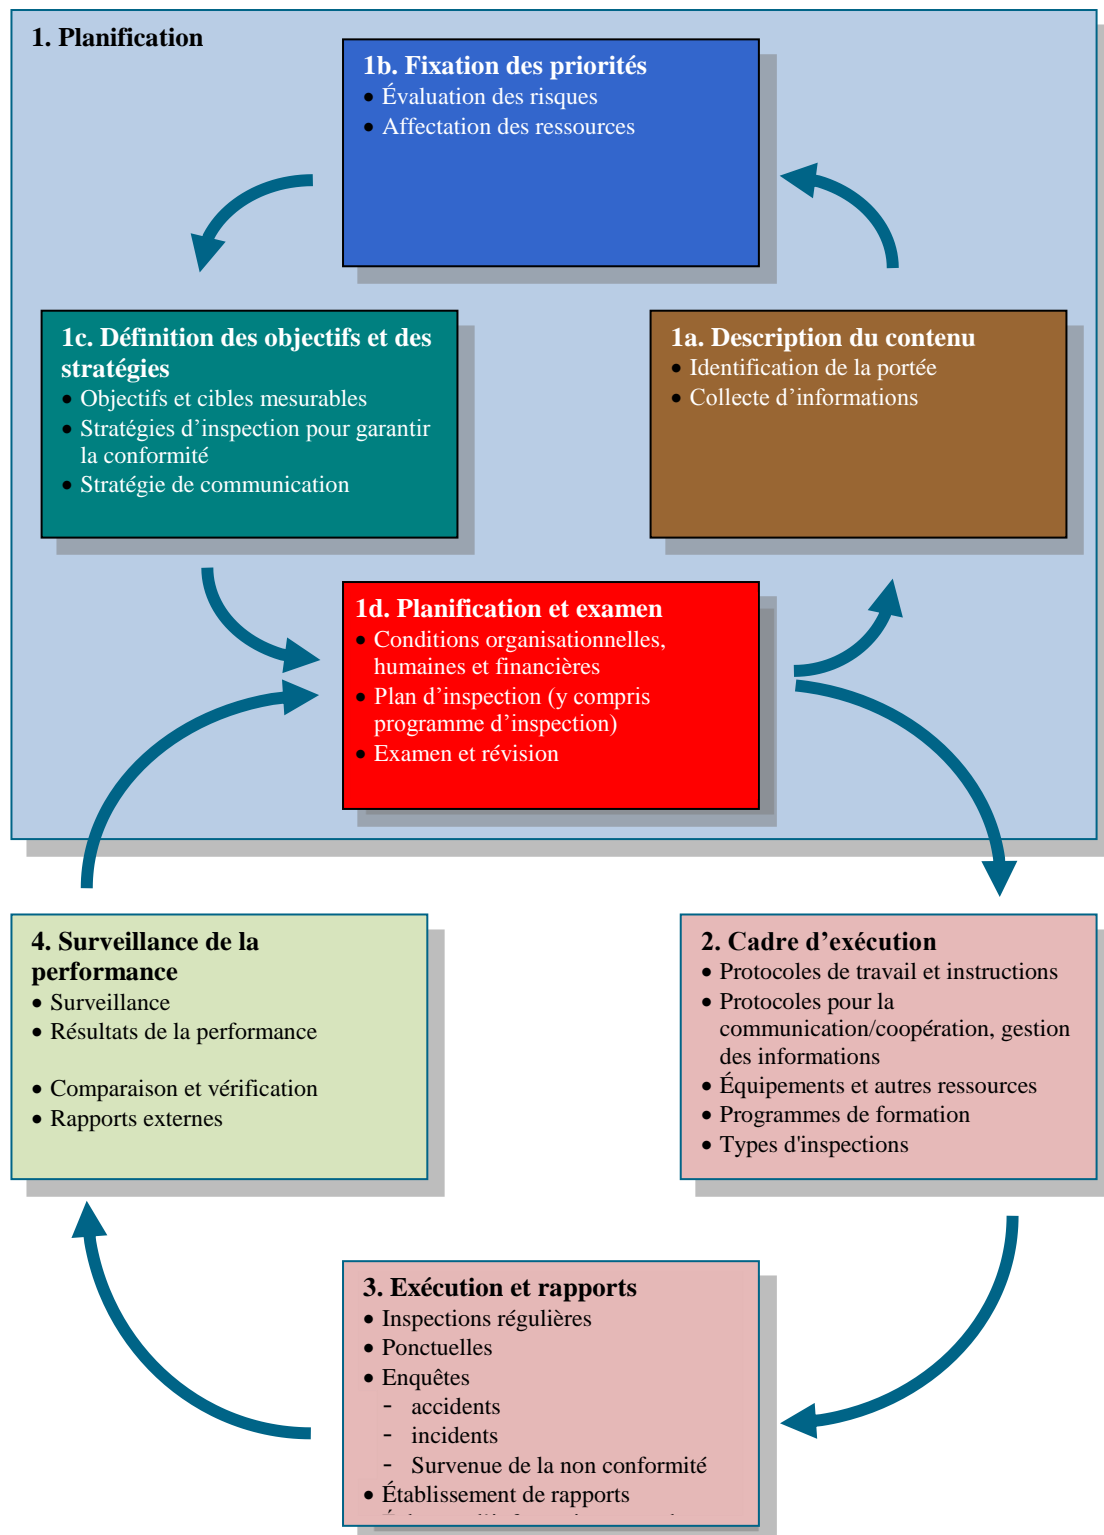 1. Planification
1b. Fixation des priorités
• Évaluation des risques
• Affectation des ressources
1c. Définition des objectifs et des
stratégies
• Objectifs et cibles mesurables
• Stratégies d’inspection pour garantir
la conformité
• Stratégie de communication
1a. Description du contenu
• Identification de la portée
• Collecte d’informations
1d. Planification et examen
• Conditions organisationnelles,
humaines et financières
• Plan d’inspection (y compris
programme d’inspection)
• Examen et révision
4. Surveillance de la
performance
• Surveillance
• Résultats de la performance
• Comparaison et vérification
• Rapports externes
2. Cadre d’exécution
• Protocoles de travail et instructions
• Protocoles pour la
communication/coopération, gestion
des informations
• Équipements et autres ressources
• Programmes de formation
• Types d'inspections
3. Exécution et rapports
• Inspections régulières
• Ponctuelles
• Enquêtes
- accidents
- incidents
- Survenue de la non conformité
• Établissement de rapports